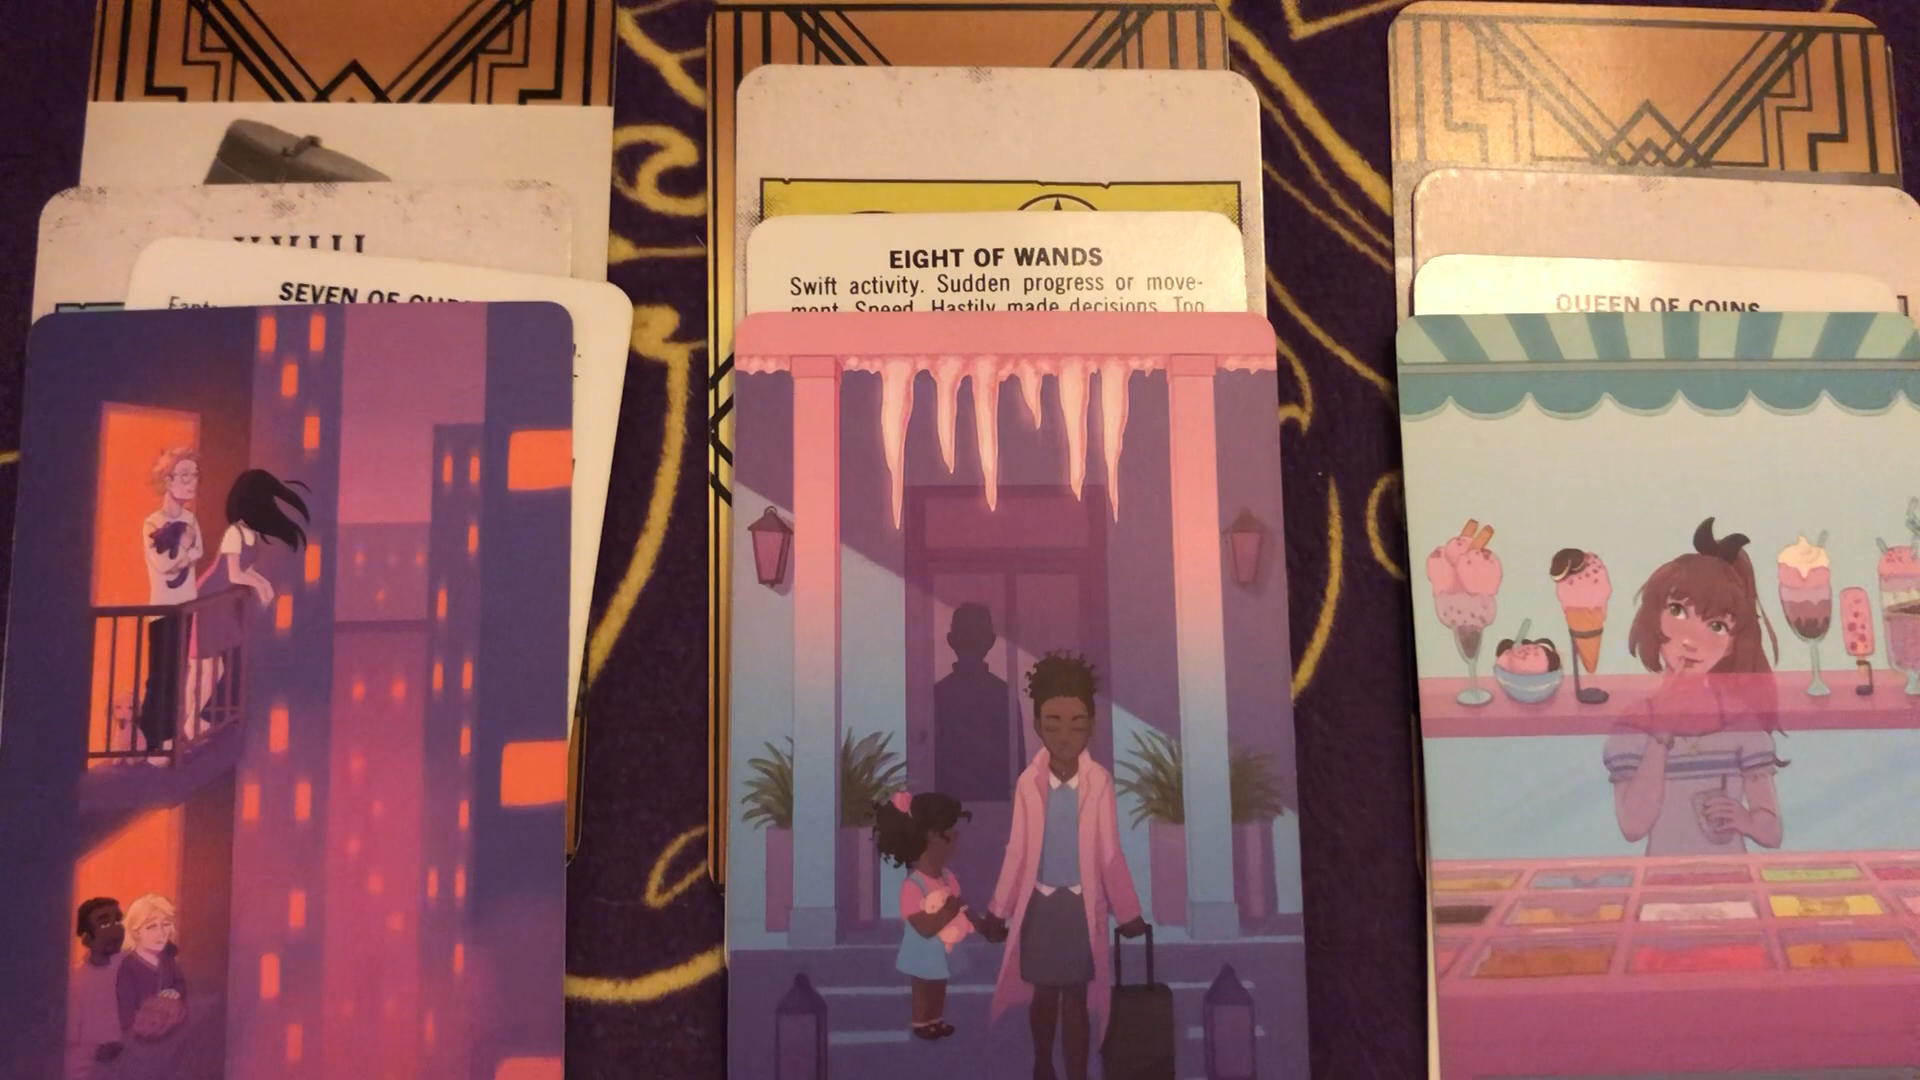 EIGHT OF WANDS
Swift activity. Sudden progress or move-
ment. Speed. Hastily made decisions. Too
SEVEN OF CUPS
QUEEN OF COINS